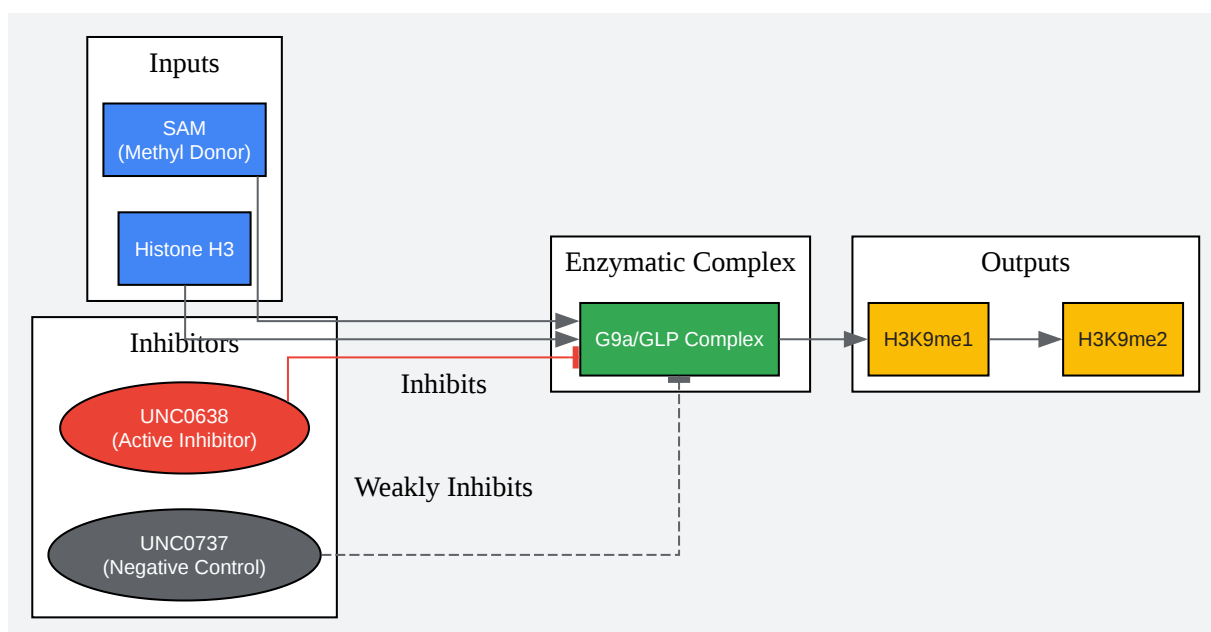 Inputs
SAM
(Methyl Donor)
Histone H3
Inhibitors
UNC0638
(Active Inhibitor)
UNC0737
(Negative Control)
Inhibits
Weakly Inhibits
Enzymatic Complex
G9a/GLP Complex
Outputs
H3K9me1
H3K9me2